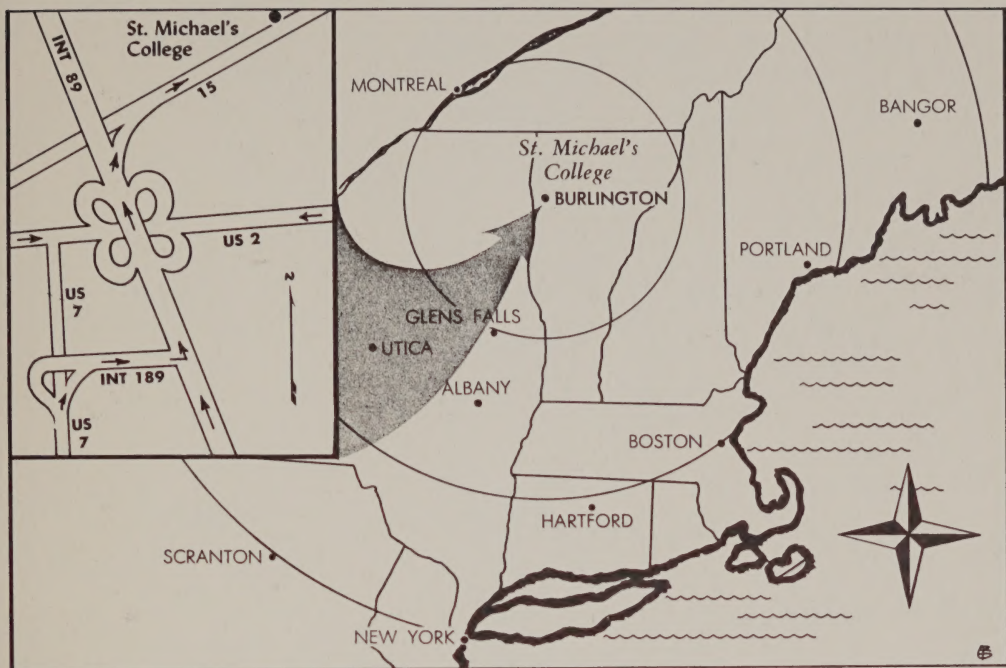 St. Michael's
College
INT 89
15
US 2
US
7
INT 189
US
7
N
MONTREAL
BANGOR
St. Michael's
College
BURLINGTON
PORTLAND
GLENS FALLS
UTICA
ALBANY
BOSTON
HARTFORD
SCRANTON
NEW YORK